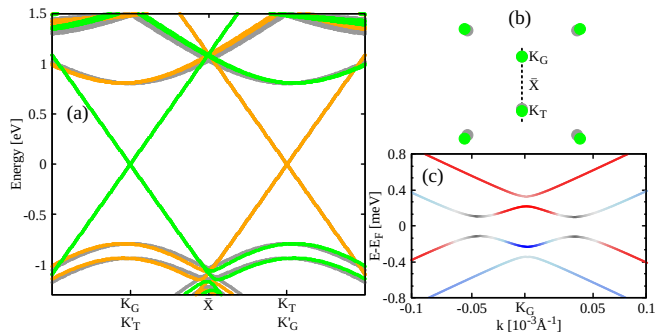 1.5
1
0.5
0
-0.5
-1
Energy [eV]
(a)
K_G
K'_T
X̄
K_T
K'_G
(b)
K_G
X̄
K_T
(c)
0.8
0.4
0
-0.4
-0.8
E-E_F [meV]
-0.1
-0.05
K_G
0.05
0.1
k [10⁻³Å⁻¹]